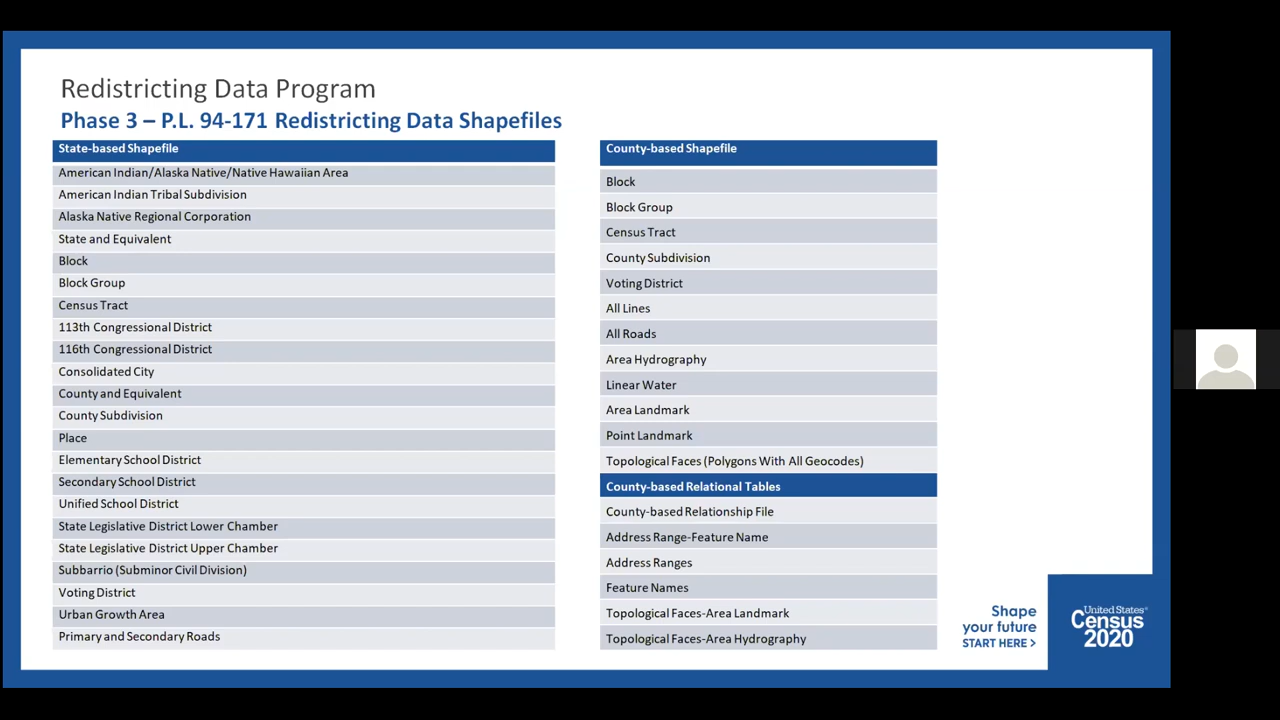 Redistricting Data Program
Phase 3 – P.L. 94-171 Redistricting Data Shapefiles
State-based Shapefile
American Indian/Alaska Native/Native Hawaiian Area
American Indian Tribal Subdivision
Alaska Native Regional Corporation
State and Equivalent
Block
Block Group
Census Tract
113th Congressional District
116th Congressional District
Consolidated City
County and Equivalent
County Subdivision
Place
Elementary School District
Secondary School District
Unified School District
State Legislative District Lower Chamber
State Legislative District Upper Chamber
Subbarrio (Subminor Civil Division)
Voting District
Urban Growth Area
Primary and Secondary Roads
County-based Shapefile
Block
Block Group
Census Tract
County Subdivision
Voting District
All Lines
All Roads
Area Hydrography
Linear Water
Area Landmark
Point Landmark
Topological Faces (Polygons With All Geocodes)
County-based Relational Tables
County-based Relationship File
Address Range-Feature Name
Address Ranges
Feature Names
Topological Faces-Area Landmark
Topological Faces-Area Hydrography
Shape
your future
START HERE >
United States®
Census
2020